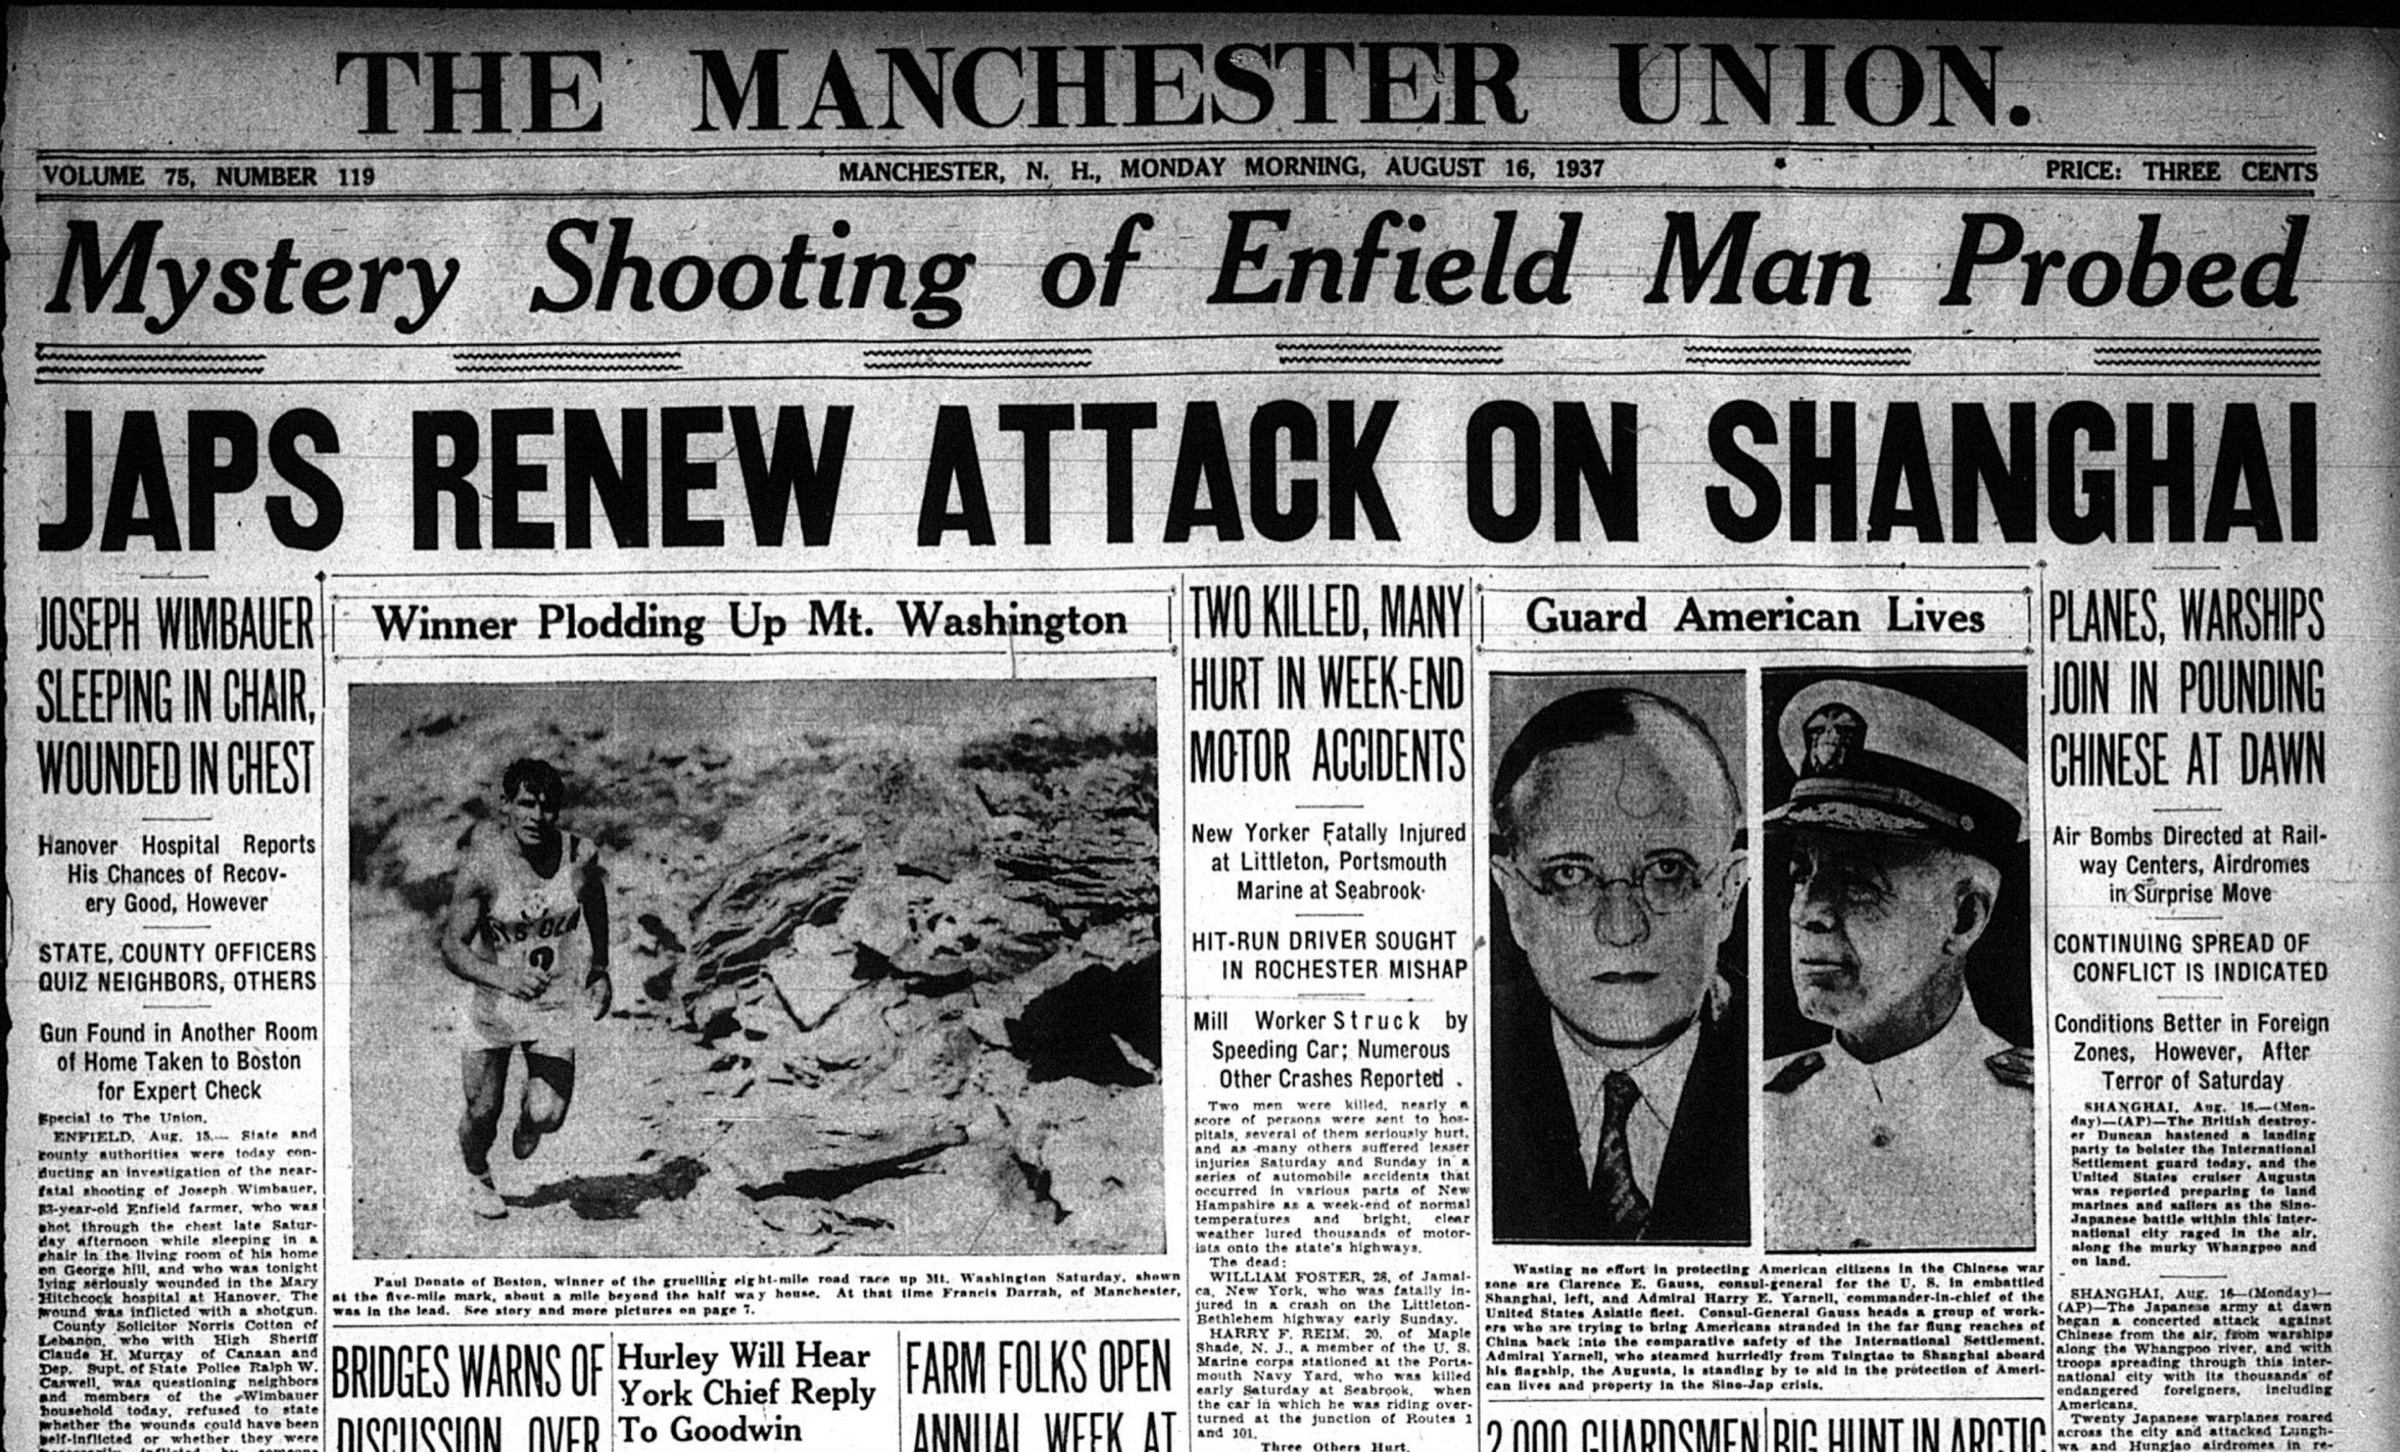 THE MANCHESTER UNION.
VOLUME 75, NUMBER 119
MANCHESTER, N. H., MONDAY MORNING, AUGUST 16, 1937
PRICE: THREE CENTS
Mystery Shooting of Enfield Man Probed
JAPS RENEW ATTACK ON SHANGHAI
JOSEPH WIMBAUER
SLEEPING IN CHAIR,
WOUNDED IN CHEST
Hanover Hospital Reports
His Chances of Recov-
ery Good, However
STATE, COUNTY OFFICERS
QUIZ NEIGHBORS, OTHERS
Gun Found in Another Room
of Home Taken to Boston
for Expert Check
Special to The Union.
ENFIELD, Aug. 15.— State and
county authorities were today con-
ducting an investigation of the near-
fatal shooting of Joseph Wimbauer,
-year-old Enfield farmer, who was
shot through the chest late Satur-
day afternoon while sleeping in a
chair in the living room of his home
on George hill, and who was tonight
lying seriously wounded in the Mary
Hitchcock hospital at Hanover. The
wound was inflicted with a shotgun.
County Solicitor Norris Cotton of
Lebanon, who with High Sheriff
Claude H. Murray of Canaan and
Dep. Supt. of State Police Ralph W.
Caswell, was questioning neighbors
and members of the Wimbauer
household today, refused to state
whether the wounds could have been
self-inflicted or whether they were
Winner Plodding Up Mt. Washington
Paul Donato of Boston, winner of the gruelling eight-mile road race up Mt. Washington Saturday, shown
at the five-mile mark, about a mile beyond the half way house. At that time Francis Darrah, of Manchester,
was in the lead. See story and more pictures on page 7.
BRIDGES WARNS OF
DISCUSSION OVER
Hurley Will Hear
York Chief Reply
To Goodwin
FARM FOLKS OPEN
ANNUAL WEEK AT
TWO KILLED, MANY
HURT IN WEEK-END
MOTOR ACCIDENTS
New Yorker Fatally Injured
at Littleton, Portsmouth
Marine at Seabrook
HIT-RUN DRIVER SOUGHT
IN ROCHESTER MISHAP
Mill Worker Struck by
Speeding Car; Numerous
Other Crashes Reported
Two men were killed, nearly a
score of persons were sent to hos-
pitals, several of them seriously hurt,
and as many others suffered lesser
injuries Saturday and Sunday in a
series of automobile accidents that
occurred in various parts of New
Hampshire as a week-end of normal
temperatures and bright, clear
weather lured thousands of motor-
ists onto the state's highways.
The dead:
WILLIAM FOSTER, 28, of Jamai-
ca, New York, who was fatally in-
jured in a crash on the Littleton-
Bethlehem highway early Sunday.
HARRY F. REIM, 20, of Maple
Shade, N. J., a member of the U. S.
Marine corps stationed at the Ports-
mouth Navy Yard, who was killed
early Saturday at Seabrook, when
the car in which he was riding over-
turned at the junction of Routes 1
and 101.
Three Others Hurt.
Guard American Lives
Wasting no effort in protecting American citizens in the Chinese war
zone are Clarence E. Gauss, consul-general for the U. S. in embattled
Shanghai, left, and Admiral Harry E. Yarnell, commander-in-chief of the
United States Asiatic fleet. Consul-General Gauss heads a group of work-
ers who are trying to bring Americans stranded in the far flung reaches of
China back into the comparative safety of the International Settlement.
Admiral Yarnell, who steamed hurriedly from Tsingtao to Shanghai aboard
his flagship, the Augusta, is standing by to aid in the protection of Ameri-
can lives and property in the Sino-Jap crisis.
2,000 GUARDSMEN
BIG HUNT IN ARCTIC
PLANES, WARSHIPS
JOIN IN POUNDING
CHINESE AT DAWN
Air Bombs Directed at Rail-
way Centers, Airdromes
in Surprise Move
CONTINUING SPREAD OF
CONFLICT IS INDICATED
Conditions Better in Foreign
Zones, However, After
Terror of Saturday
SHANGHAI, Aug. 16.—(Mon-
day)—(AP)—The British destroy-
er Duncan hastened a landing
party to bolster the International
Settlement guard today, and the
United States cruiser Augusta
was reported preparing to land
marines and sailors as the Sino-
Japanese battle within this inter-
national city raged in the air,
along the murky Whangpoo and
on land.
SHANGHAI, Aug. 16—(Monday)—
(AP)—The Japanese army at dawn
began a concerted attack against
Chinese from the air, from warships
along the Whangpoo river, and with
troops spreading through this inter-
national city with its thousands of
endangered foreigners, including
Americans.
Twenty Japanese warplanes roared
across the city and attacked Lungh-
wa and Hungjao airdromes in re-